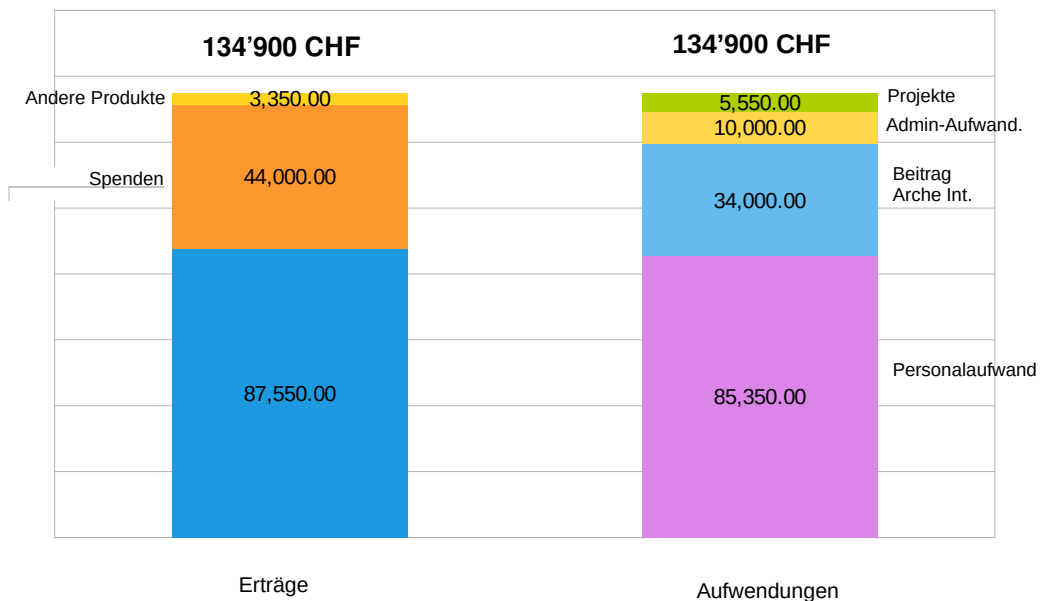 134’900 CHF
134’900 CHF
Andere Produkte
3,350.00
5,550.00
Projekte
10,000.00
Admin-Aufwand.
Spenden
44,000.00
34,000.00
Beitrag
Arche Int.
87,550.00
85,350.00
Personalaufwand
Erträge
Aufwendungen